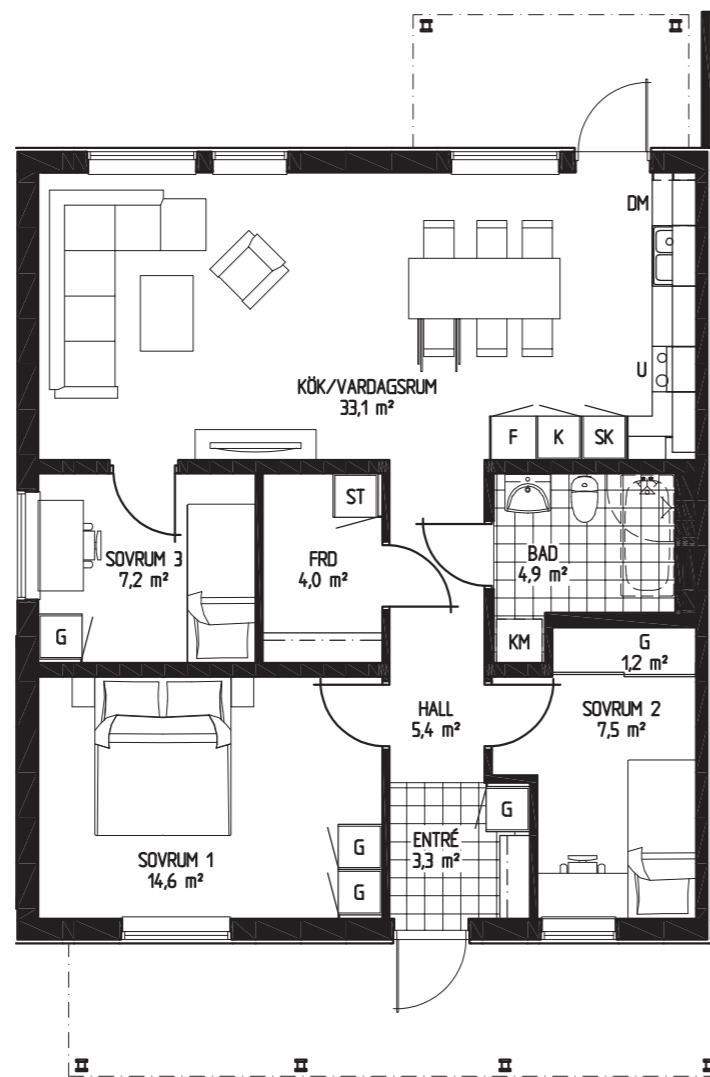 DM
U
KÖK/VARDAGSRUM
33,1 m²
F K SK
ST
SOVRUM 3
7,2 m²
FRD
4,0 m²
BAD
4,9 m²
G
KM
G
1,2 m²
HALL
5,4 m²
SOVRUM 2
7,5 m²
G
ENTRÉ
3,3 m²
SOVRUM 1
14,6 m²
G
G